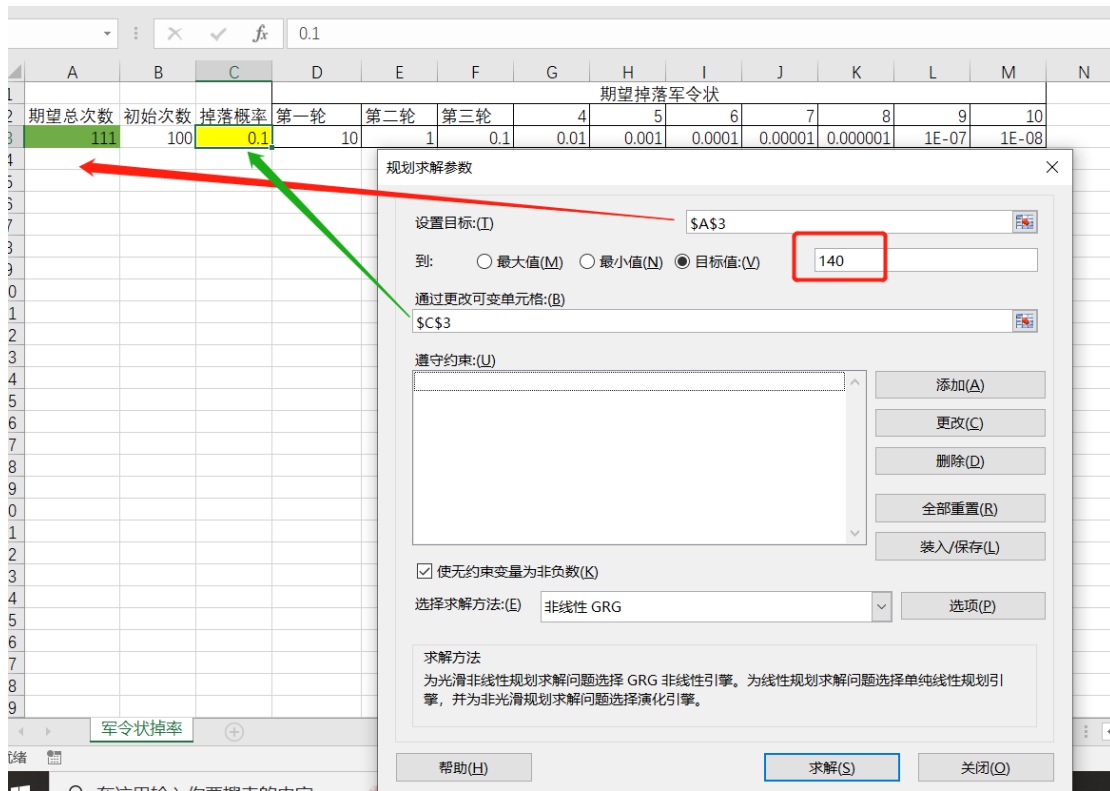 fx 0.1
A B C D E F G H I J K L M N
期望掉落军令状
期望总次数 初始次数 掉落概率 第一轮 第二轮 第三轮 4 5 6 7 8 9 10
111 100 0.1 10 1 0.1 0.01 0.001 0.0001 0.00001 0.000001 1E-07 1E-08
规划求解参数
设置目标:(T) $A$3
到: 最大值(M) 最小值(N) 目标值:(V) 140
通过更改可变单元格:(B)
$C$3
遵守约束:(U)
添加(A)
更改(C)
删除(D)
全部重置(R)
装入/保存(L)
使无约束变量为非负数(K)
选择求解方法:(E) 非线性 GRG 选项(P)
求解方法
为光滑非线性规划求解问题选择 GRG 非线性引擎。为线性规划求解问题选择单纯线性规划引
擎，并为非光滑规划求解问题选择演化引擎。
军令状掉率
帮助(H) 求解(S) 关闭(O)